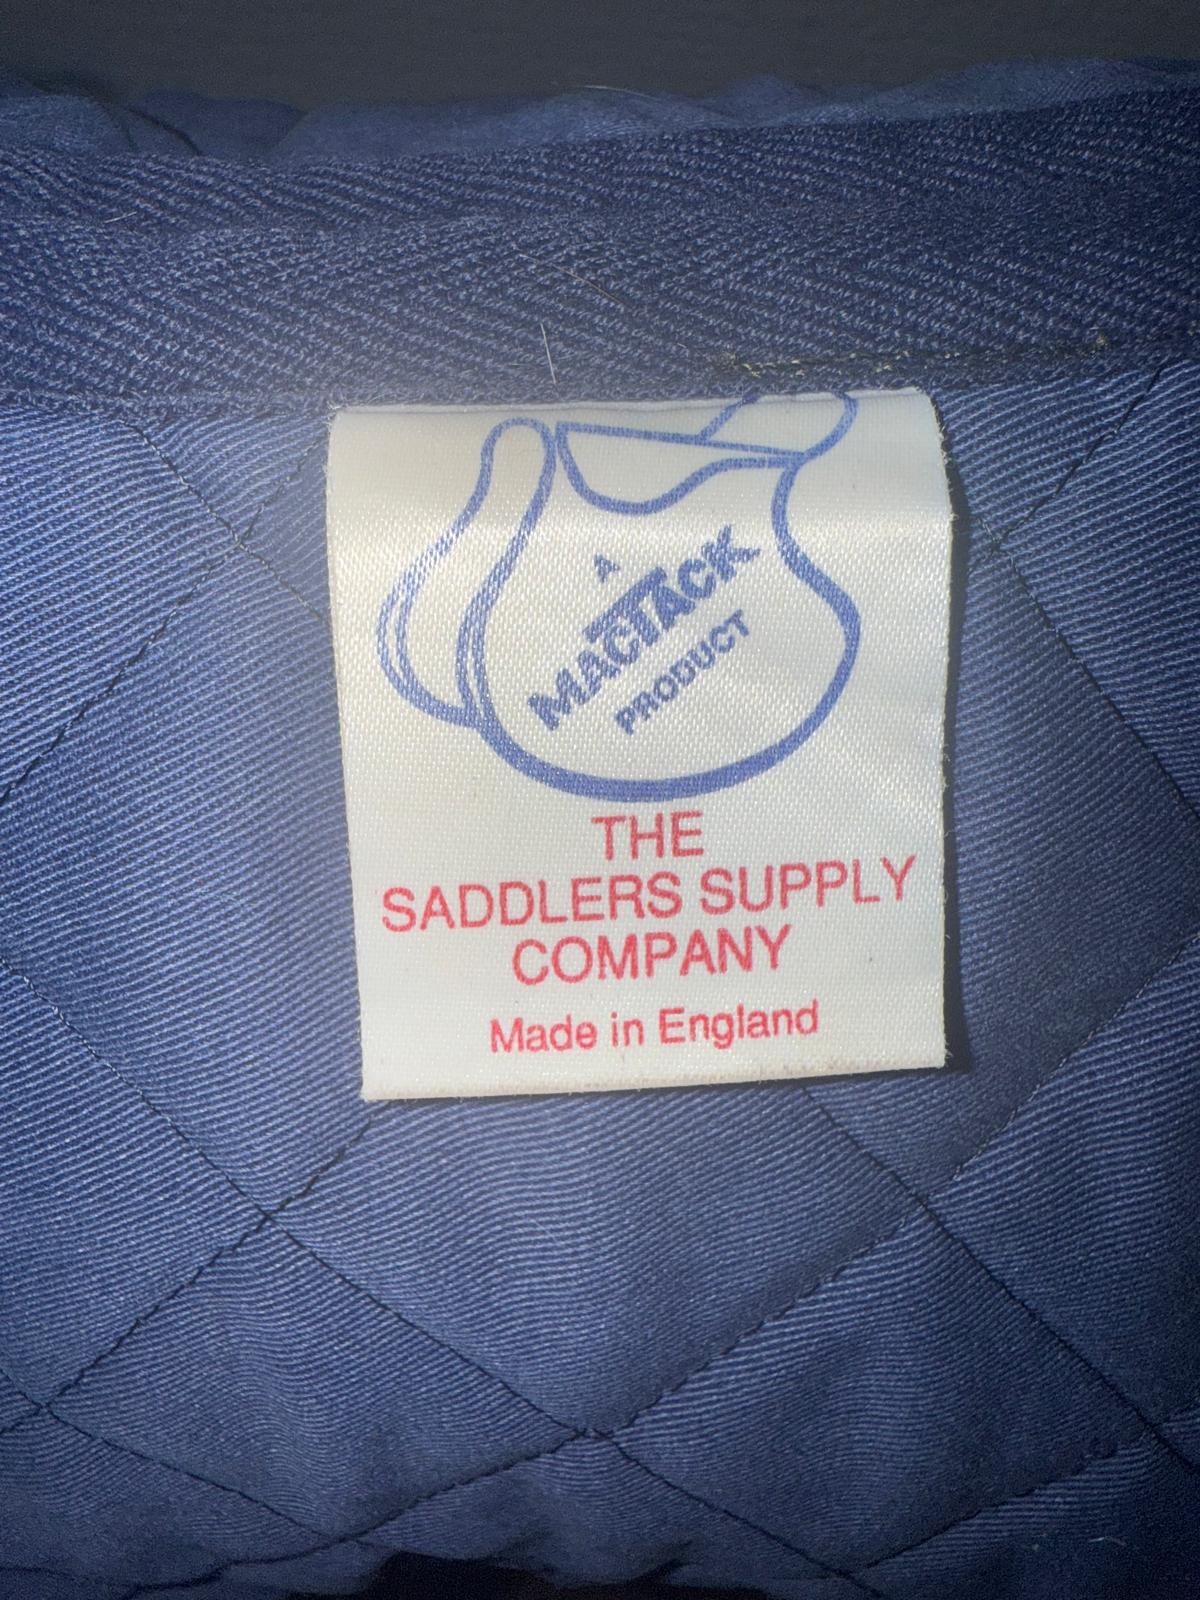 A
MACTACK
PRODUCT
THE
SADDLERS SUPPLY
COMPANY
Made in England